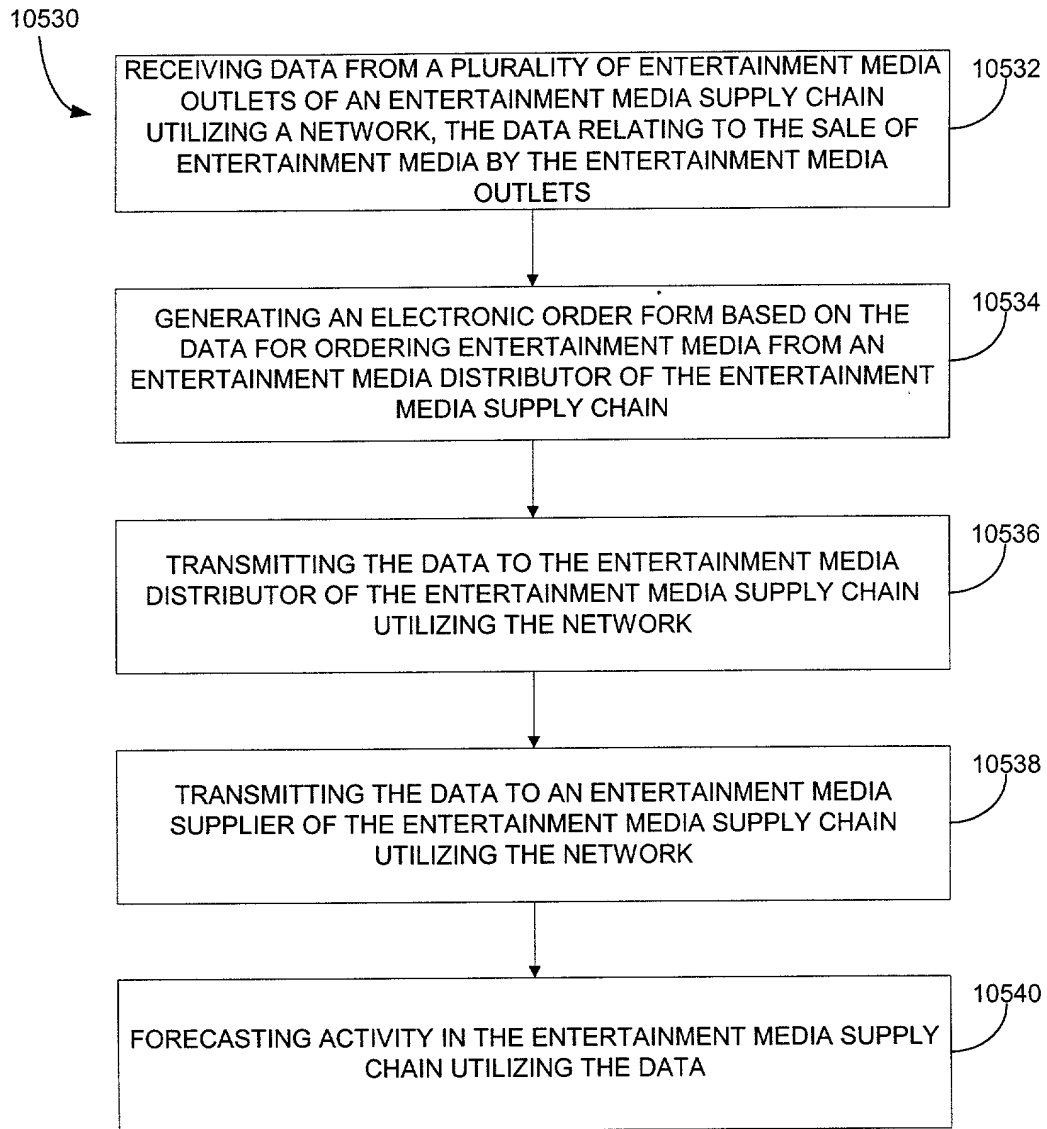 10530
RECEIVING DATA FROM A PLURALITY OF ENTERTAINMENT MEDIA
OUTLETS OF AN ENTERTAINMENT MEDIA SUPPLY CHAIN
UTILIZING A NETWORK, THE DATA RELATING TO THE SALE OF
ENTERTAINMENT MEDIA BY THE ENTERTAINMENT MEDIA
OUTLETS
10532
GENERATING AN ELECTRONIC ORDER FORM BASED ON THE
DATA FOR ORDERING ENTERTAINMENT MEDIA FROM AN
ENTERTAINMENT MEDIA DISTRIBUTOR OF THE ENTERTAINMENT
MEDIA SUPPLY CHAIN
10534
TRANSMITTING THE DATA TO THE ENTERTAINMENT MEDIA
DISTRIBUTOR OF THE ENTERTAINMENT MEDIA SUPPLY CHAIN
UTILIZING THE NETWORK
10536
TRANSMITTING THE DATA TO AN ENTERTAINMENT MEDIA
SUPPLIER OF THE ENTERTAINMENT MEDIA SUPPLY CHAIN
UTILIZING THE NETWORK
10538
FORECASTING ACTIVITY IN THE ENTERTAINMENT MEDIA SUPPLY
CHAIN UTILIZING THE DATA
10540